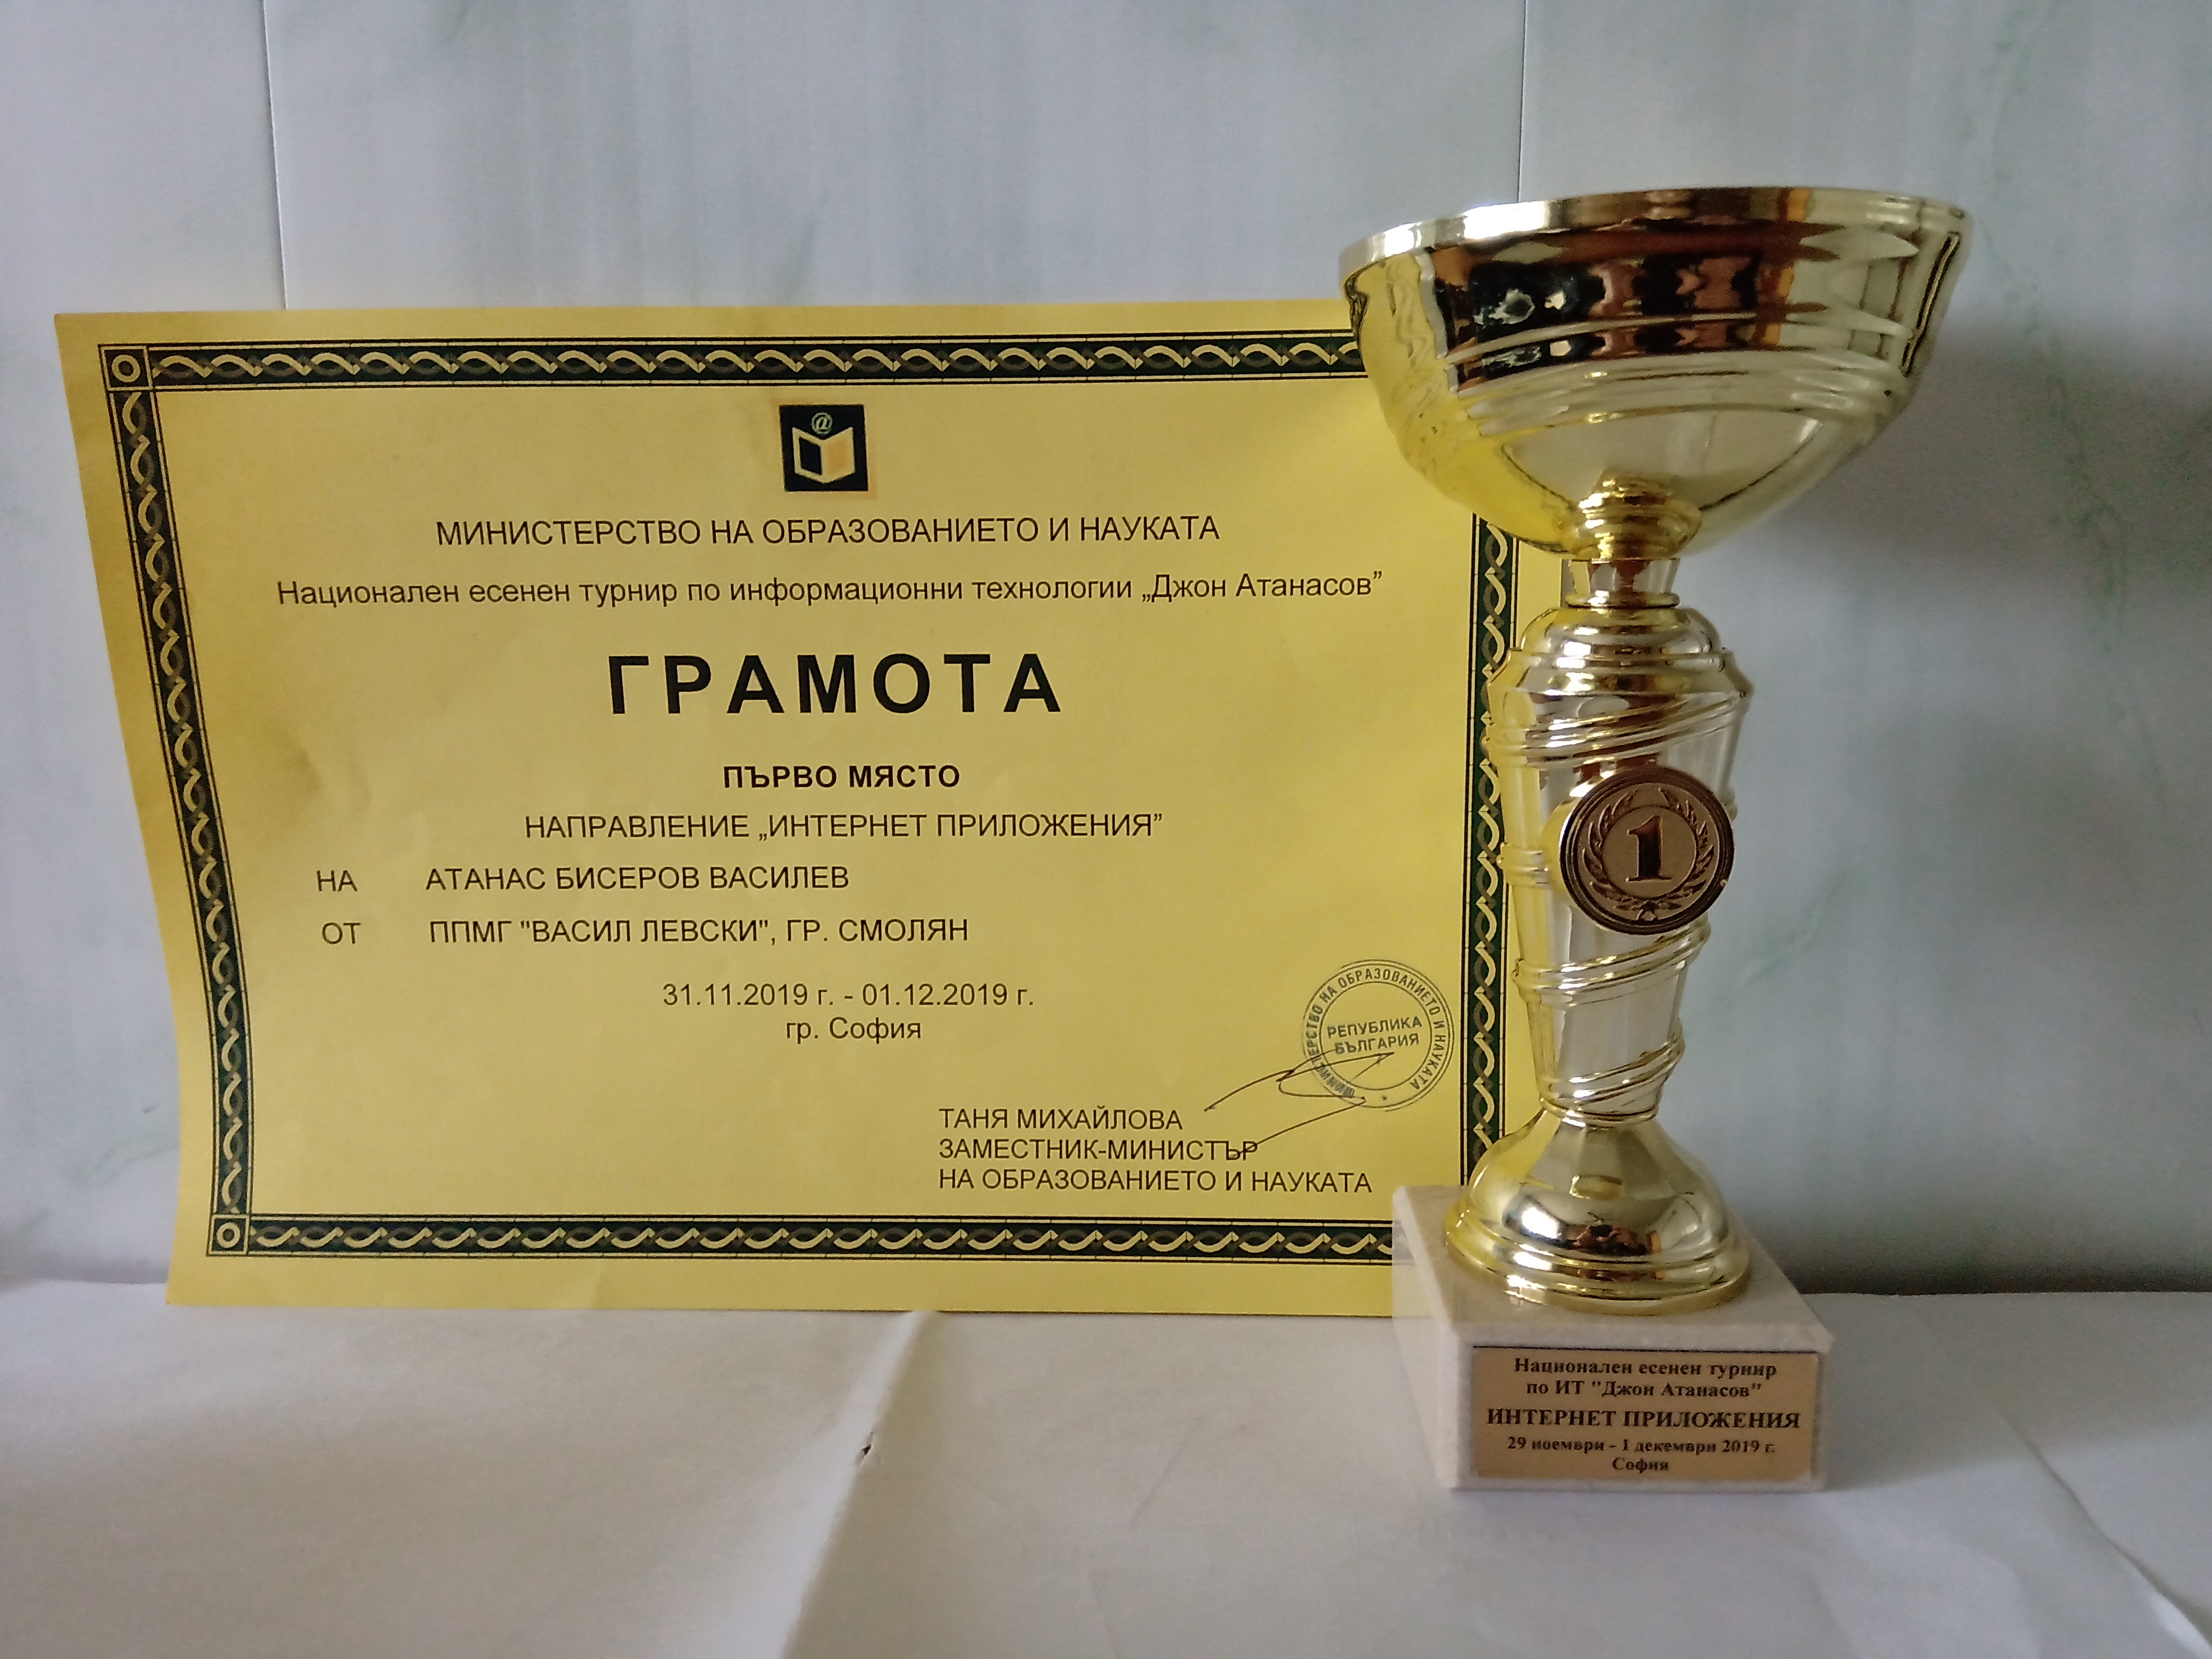 @
МИНИСТЕРСТВО НА ОБРАЗОВАНИЕТО И НАУКАТА
Национален есенен турнир по информационни технологии „Джон Атанасов”
ГРАМОТА
ПЪРВО МЯСТО
НАПРАВЛЕНИЕ „ИНТЕРНЕТ ПРИЛОЖЕНИЯ”
НА АТАНАС БИСЕРОВ ВАСИЛЕВ
ОТ ППМГ "ВАСИЛ ЛЕВСКИ", ГР. СМОЛЯН
31.11.2019 г. - 01.12.2019 г.
гр. София
НА ОБРАЗОВАНИЕТО И НАУКАТА
РЕПУБЛИКА
БЪЛГАРИЯ
ТАНЯ МИХАЙЛОВА
ЗАМЕСТНИК-МИНИСТЪР
НА ОБРАЗОВАНИЕТО И НАУКАТА
1
Национален есенен турнир
по ИТ "Джон Атанасов"
ИНТЕРНЕТ ПРИЛОЖЕНИЯ
29 ноември - 1 декември 2019 г.
София